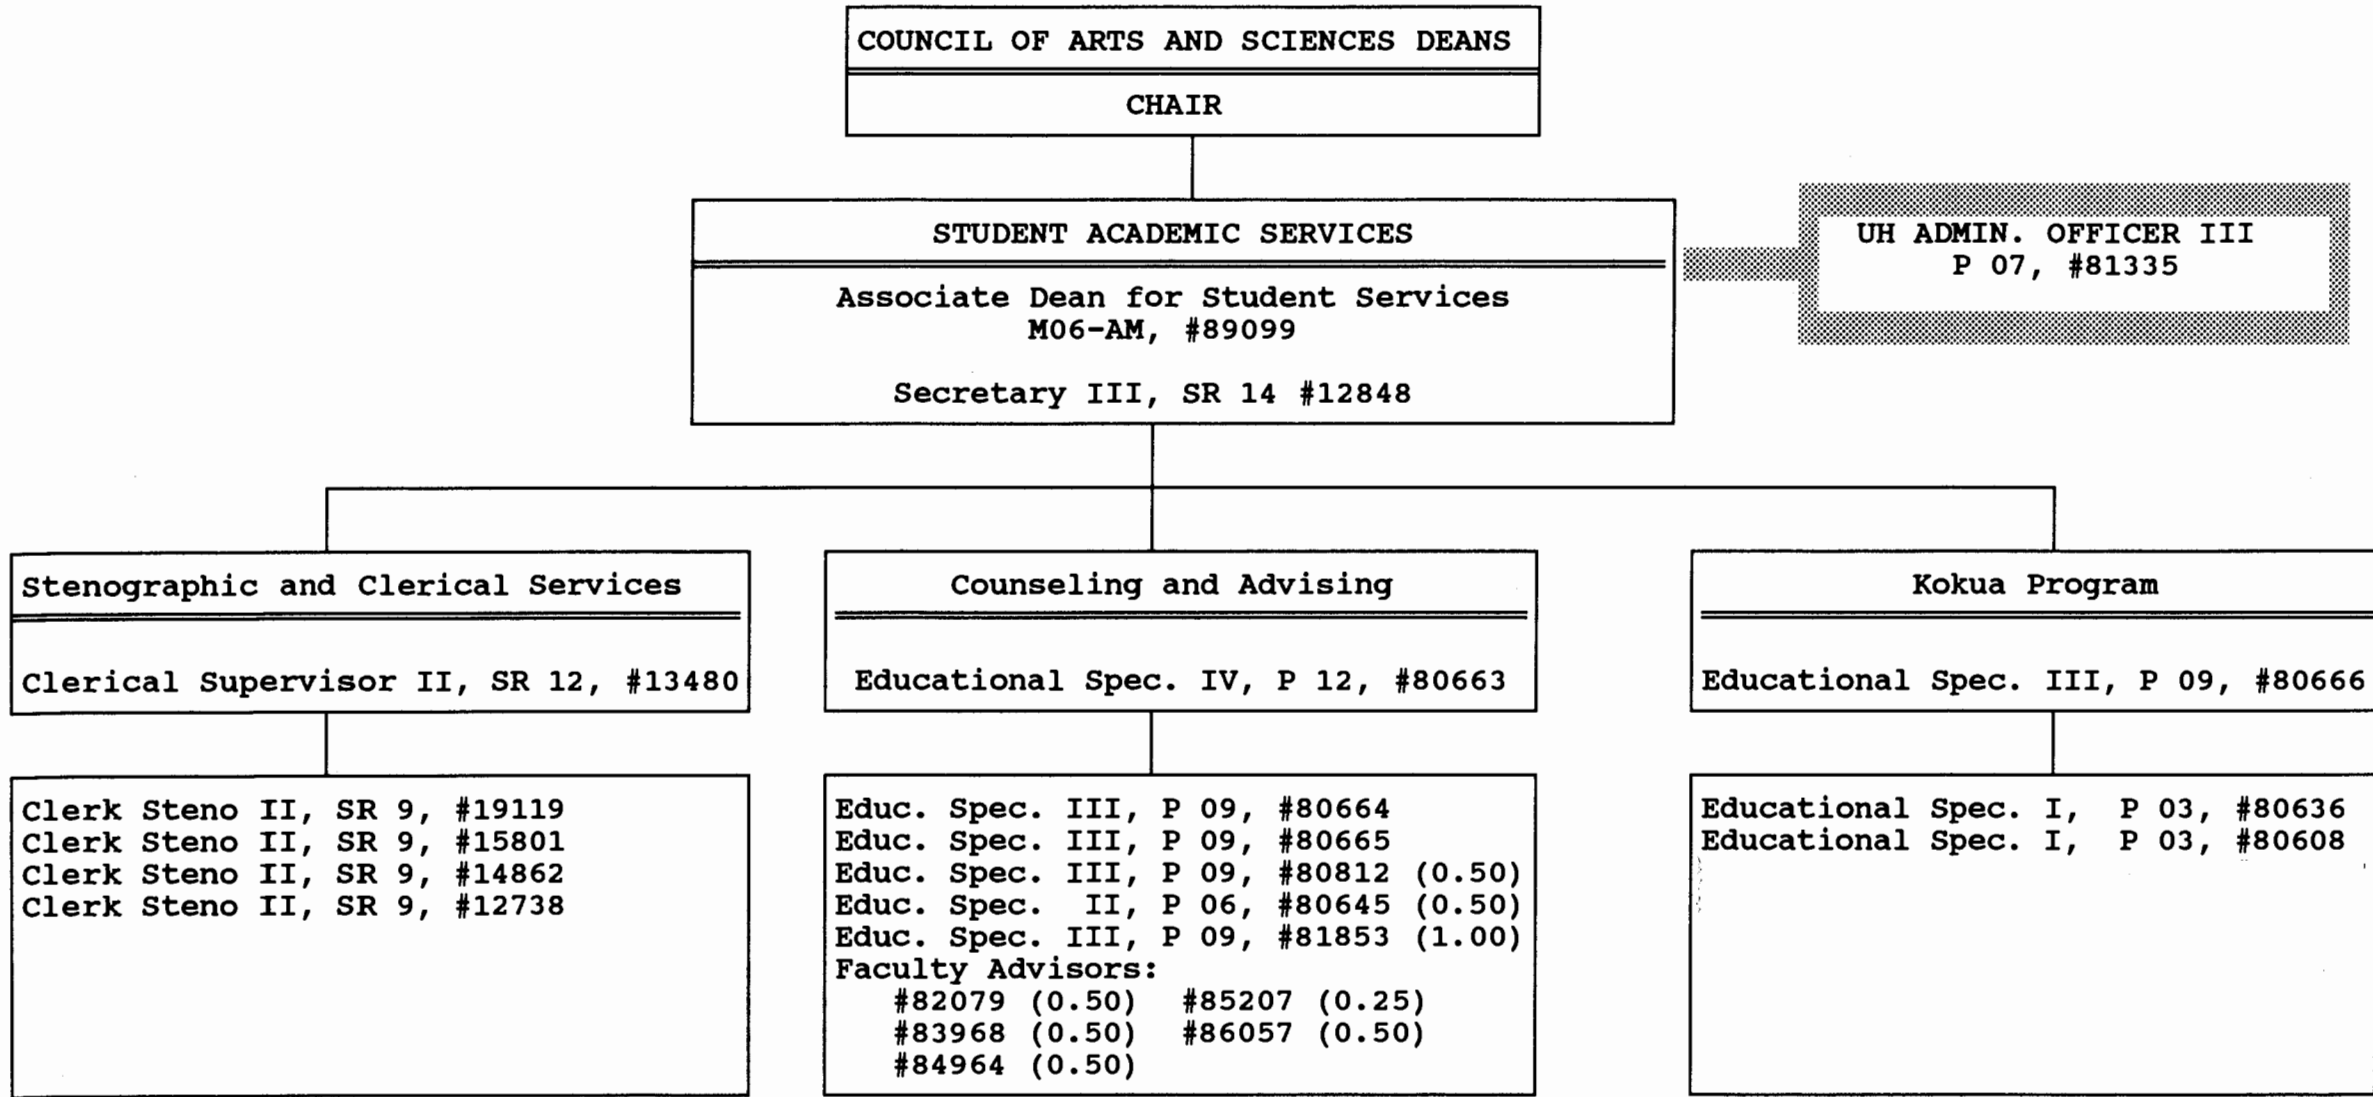 COUNCIL OF ARTS AND SCIENCES DEANS
CHAIR
STUDENT ACADEMIC SERVICES
Associate Dean for Student Services
M06-AM, #89099
Secretary III, SR 14 #12848
UH ADMIN. OFFICER III
P 07, #81335
Stenographic and Clerical Services
Clerical Supervisor II, SR 12, #13480
Clerk Steno II, SR 9, #19119
Clerk Steno II, SR 9, #15801
Clerk Steno II, SR 9, #14862
Clerk Steno II, SR 9, #12738
Counseling and Advising
Educational Spec. IV, P 12, #80663
Educ. Spec. III, P 09, #80664
Educ. Spec. III, P 09, #80665
Educ. Spec. III, P 09, #80812 (0.50)
Educ. Spec. II, P 06, #80645 (0.50)
Educ. Spec. III, P 09, #81853 (1.00)
Faculty Advisors:
#82079 (0.50) #85207 (0.25)
#83968 (0.50) #86057 (0.50)
#84964 (0.50)
Kokua Program
Educational Spec. III, P 09, #80666
Educational Spec. I, P 03, #80636
Educational Spec. I, P 03, #80608